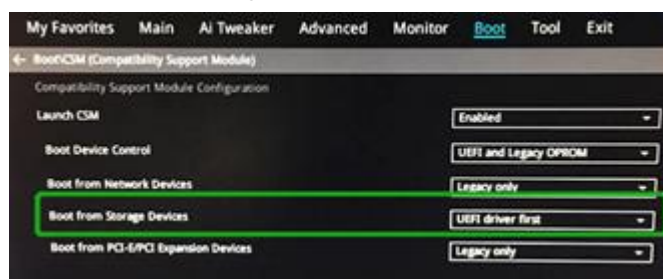 My Favorites Main Ai Tweaker Advanced Monitor Boot Tool Exit
← Boot\CSM (Compatibility Support Module)
Compatibility Support Module Configuration
Launch CSM Enabled
Boot Device Control UEFI and Legacy OPROM
Boot from Network Devices Legacy only
Boot from Storage Devices UEFI driver first
Boot from PCI-E/PCI Expansion Devices Legacy only